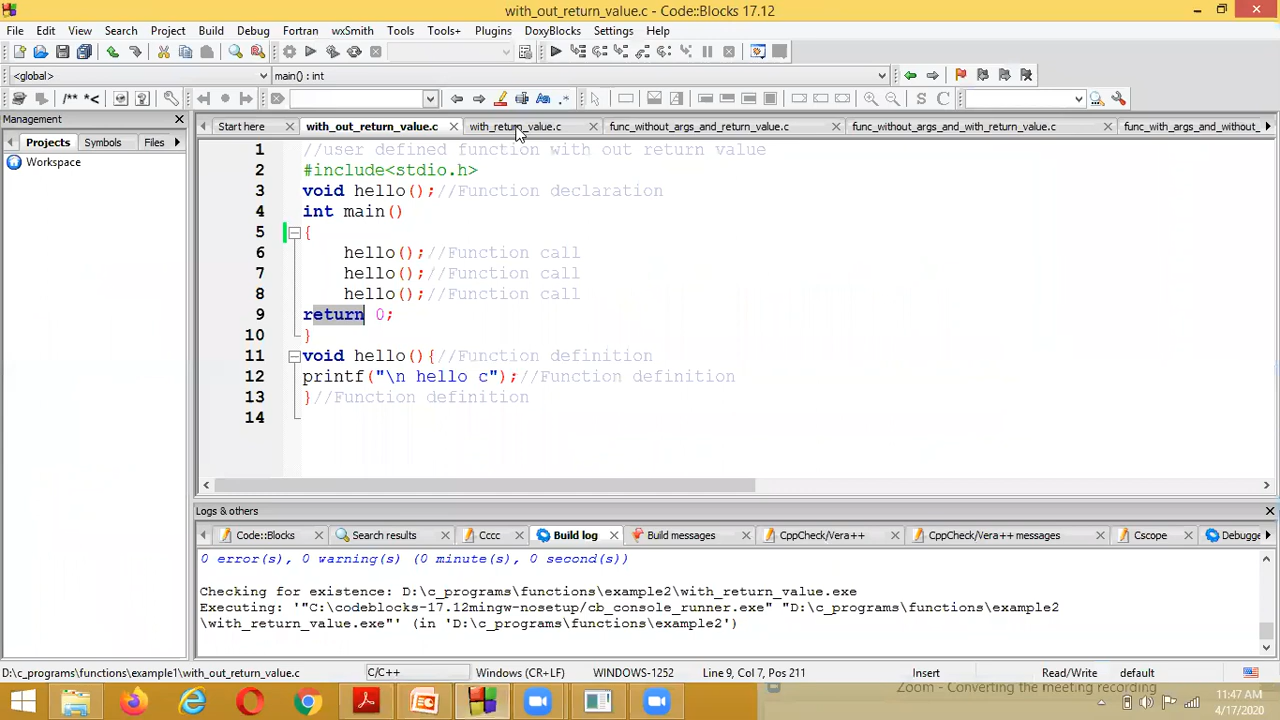 with_out_return_value.c - Code::Blocks 17.12
File Edit View Search Project Build Debug Fortran wxSmith Tools Tools+ Plugins DoxyBlocks Settings Help
<global> main() : int
/** *<
S C
Management
Start here with_out_return_value.c with_return_value.c func_without_args_and_return_value.c func_without_args_and_with_return_value.c func_with_args_and_without_
Projects Symbols Files
Workspace
1 //user defined function with out return value
2 #include<stdio.h>
3 void hello();//Function declaration
4 int main()
5 {
6 hello();//Function call
7 hello();//Function call
8 hello();//Function call
9 return 0;
10 }
11 void hello(){//Function definition
12 printf("\n hello c");//Function definition
13 }//Function definition
14
Logs & others
Code::Blocks Search results Cccc Build log Build messages CppCheck/Vera++ CppCheck/Vera++ messages Cscope Debugge
0 error(s), 0 warning(s) (0 minute(s), 0 second(s))
Checking for existence: D:\c_programs\functions\example2\with_return_value.exe
Executing: '"C:\codeblocks-17.12mingw-nosetup/cb_console_runner.exe" "D:\c_programs\functions\example2
\with_return_value.exe"' (in 'D:\c_programs\functions\example2')
D:\c_programs\functions\example1\with_out_return_value.c C/C++ Windows (CR+LF) WINDOWS-1252 Line 9, Col 7, Pos 211 Insert Read/Write default
Zoom - Converting the meeting recording
11:47 AM
4/17/2020